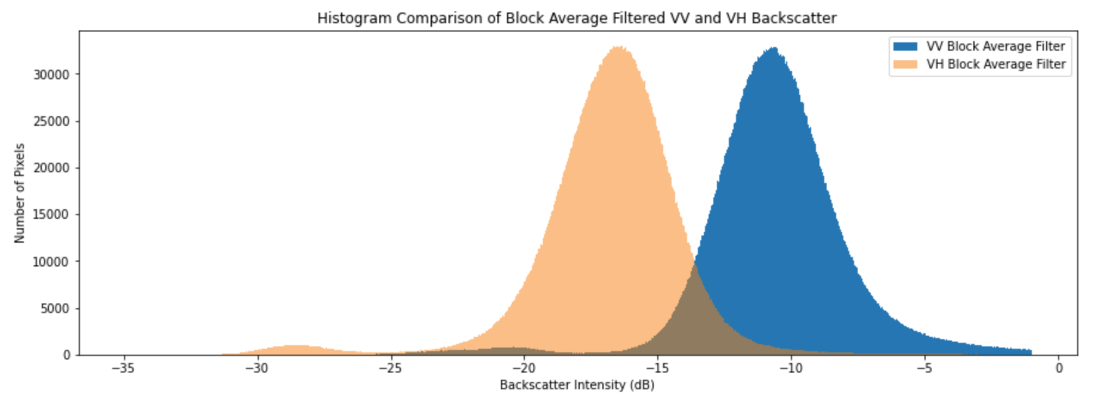 Histogram Comparison of Block Average Filtered VV and VH Backscatter
VV Block Average Filter
VH Block Average Filter
Number of Pixels
30000
25000
20000
15000
10000
5000
0
−35 −30 −25 −20 −15 −10 −5 0
Backscatter Intensity (dB)